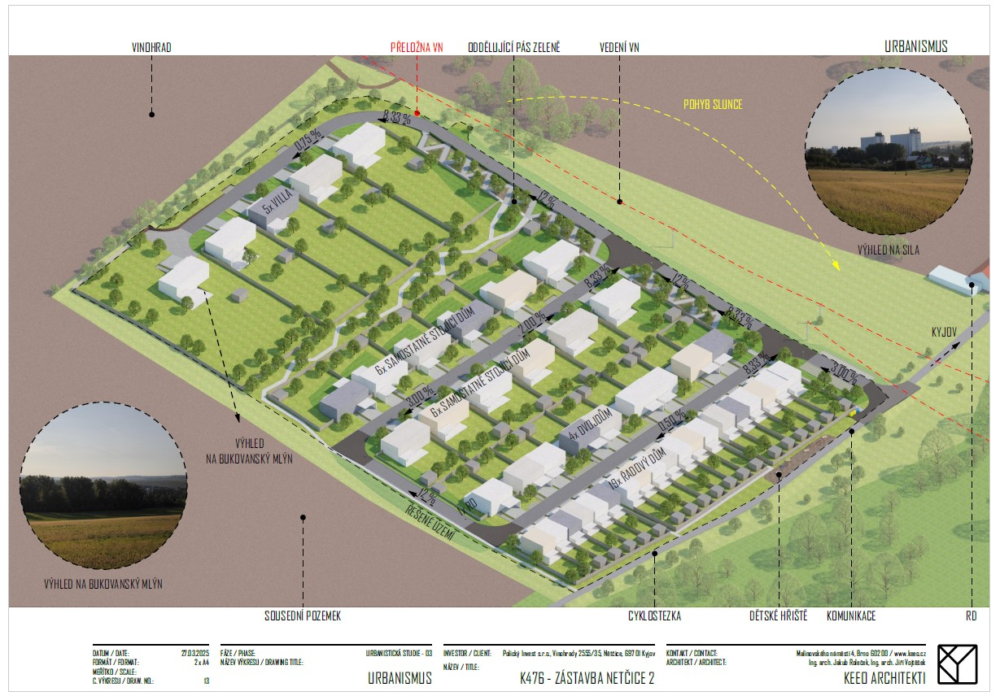 VINOHRAD
PŘELOŽNA VN
ODDĚLUJÍCÍ PÁS ZELENĚ
VEDENÍ VN
URBANISMUS
POHYB SLUNCE
8,33 %
0,75 %
5x VILLA
12 %
VÝHLED NA SILA
8,33 %
12 %
2,00 %
8,33 %
KYJOV
6x SAMOSTATNĚ STOJÍCÍ DŮM
8,33 %
3,00 %
3,00 %
6x SAMOSTATNĚ STOJÍCÍ DŮM
4x DVOJDŮM
0,50 %
VÝHLED
NA BUKOVANSKÝ MLÝN
19x ŘADOVÝ DŮM
12 %
1x RD
ŘEŠENÉ ÚZEMÍ
VÝHLED NA BUKOVANSKÝ MLÝN
SOUSEDNÍ POZEMEK
CYKLOSTEZKA
DĚTSKÉ HŘIŠTĚ
KOMUNIKACE
RD
DATUM / DATE: 27.03.2025
FORMÁT / FORMAT: 2 x A4
MĚŘÍTKO / SCALE:
Č. VÝKRESU / DRAW. NO.: 13
FÁZE / PHASE: URBANISTICKÁ STUDIE - 03
NÁZEV VÝKRESU / DRAWING TITLE:
URBANISMUS
INVESTOR / CLIENT: Polický Invest s.r.o., Vinohrady 2555/35, Netčice, 697 01 Kyjov
NÁZEV / TITLE:
K476 - ZÁSTAVBA NETČICE 2
KONTAKT / CONTACT: Malinovského náměstí 4, Brno 602 00 / www.keeo.cz
ARCHITEKT / ARCHITECT: Ing. arch. Jakub Roleček, Ing. arch. Jiří Vojtěšek
KEEO ARCHITEKTI